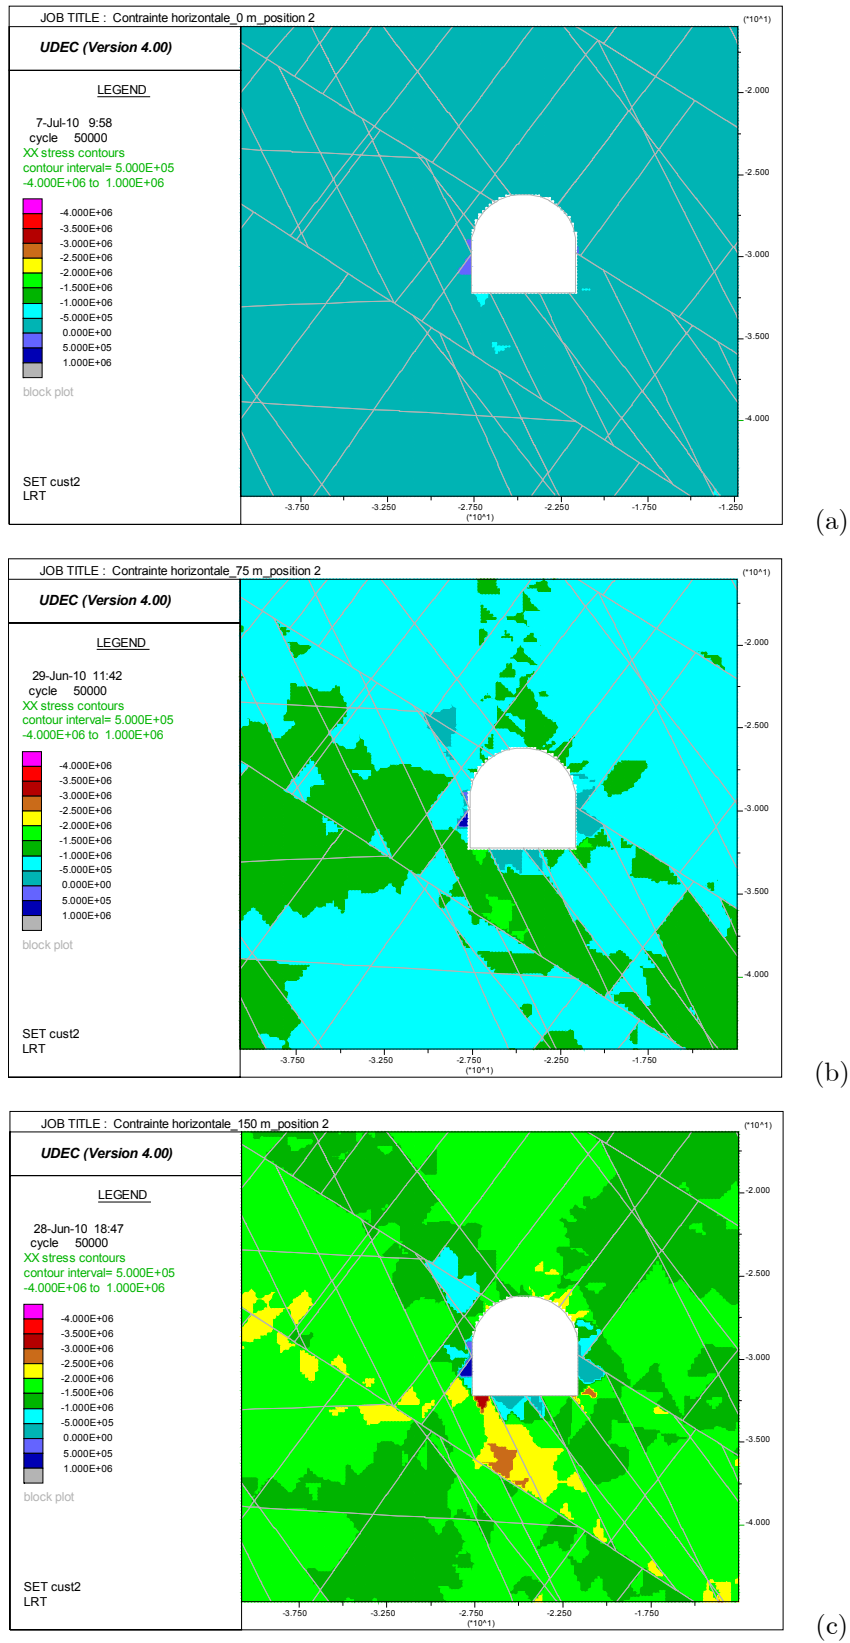 JOB TITLE : Contrainte horizontale_0 m_position 2
(*10^1)
UDEC (Version 4.00)
LEGEND
7-Jul-10 9:58
cycle 50000
XX stress contours
contour interval= 5.000E+05
-4.000E+06 to 1.000E+06
-4.000E+06
-3.500E+06
-3.000E+06
-2.500E+06
-2.000E+06
-1.500E+06
-1.000E+06
-5.000E+05
0.000E+00
5.000E+05
1.000E+06
block plot
SET cust2
LRT
-2.000
-2.500
-3.000
-3.500
-4.000
-3.750
-3.250
-2.750
-2.250
-1.750
-1.250
(*10^1)
(a)
JOB TITLE : Contrainte horizontale_75 m_position 2
(*10^1)
UDEC (Version 4.00)
LEGEND
29-Jun-10 11:42
cycle 50000
XX stress contours
contour interval= 5.000E+05
-4.000E+06 to 1.000E+06
-4.000E+06
-3.500E+06
-3.000E+06
-2.500E+06
-2.000E+06
-1.500E+06
-1.000E+06
-5.000E+05
0.000E+00
5.000E+05
1.000E+06
block plot
SET cust2
LRT
-2.000
-2.500
-3.000
-3.500
-4.000
-3.750
-3.250
-2.750
-2.250
-1.750
(*10^1)
(b)
JOB TITLE : Contrainte horizontale_150 m_position 2
(*10^1)
UDEC (Version 4.00)
LEGEND
28-Jun-10 18:47
cycle 50000
XX stress contours
contour interval= 5.000E+05
-4.000E+06 to 1.000E+06
-4.000E+06
-3.500E+06
-3.000E+06
-2.500E+06
-2.000E+06
-1.500E+06
-1.000E+06
-5.000E+05
0.000E+00
5.000E+05
1.000E+06
block plot
SET cust2
LRT
-2.000
-2.500
-3.000
-3.500
-4.000
-3.750
-3.250
-2.750
-2.250
-1.750
(*10^1)
(c)